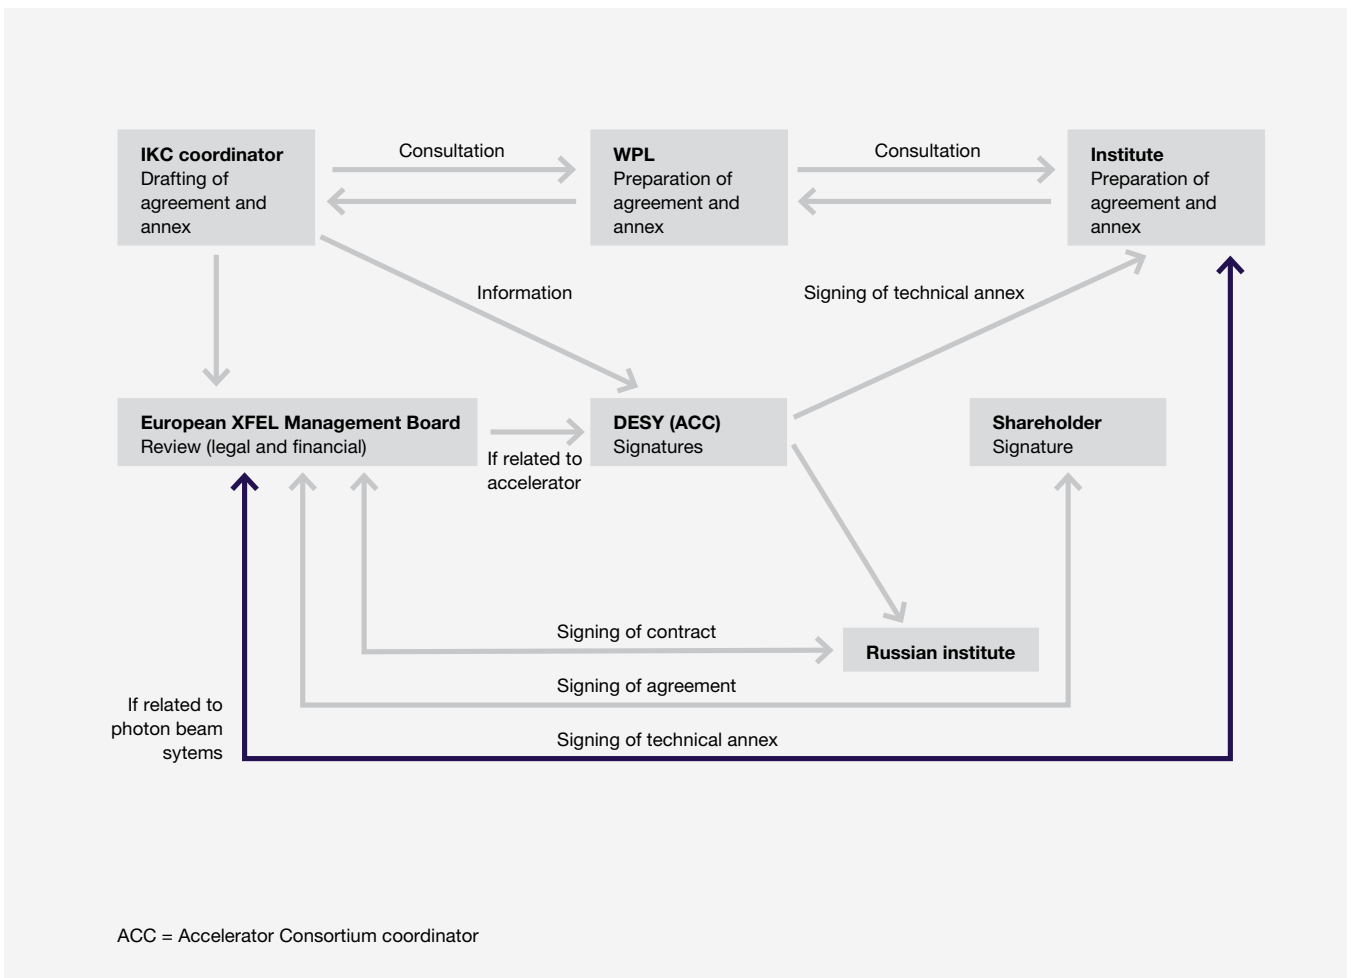 IKC coordinator
Drafting of
agreement and
annex
Consultation
WPL
Preparation of
agreement and
annex
Consultation
Institute
Preparation of
agreement and
annex
Information
Signing of technical annex
European XFEL Management Board
Review (legal and financial)
If related to
accelerator
DESY (ACC)
Signatures
Shareholder
Signature
Signing of contract
Russian institute
Signing of agreement
If related to
photon beam
sytems
Signing of technical annex
ACC = Accelerator Consortium coordinator